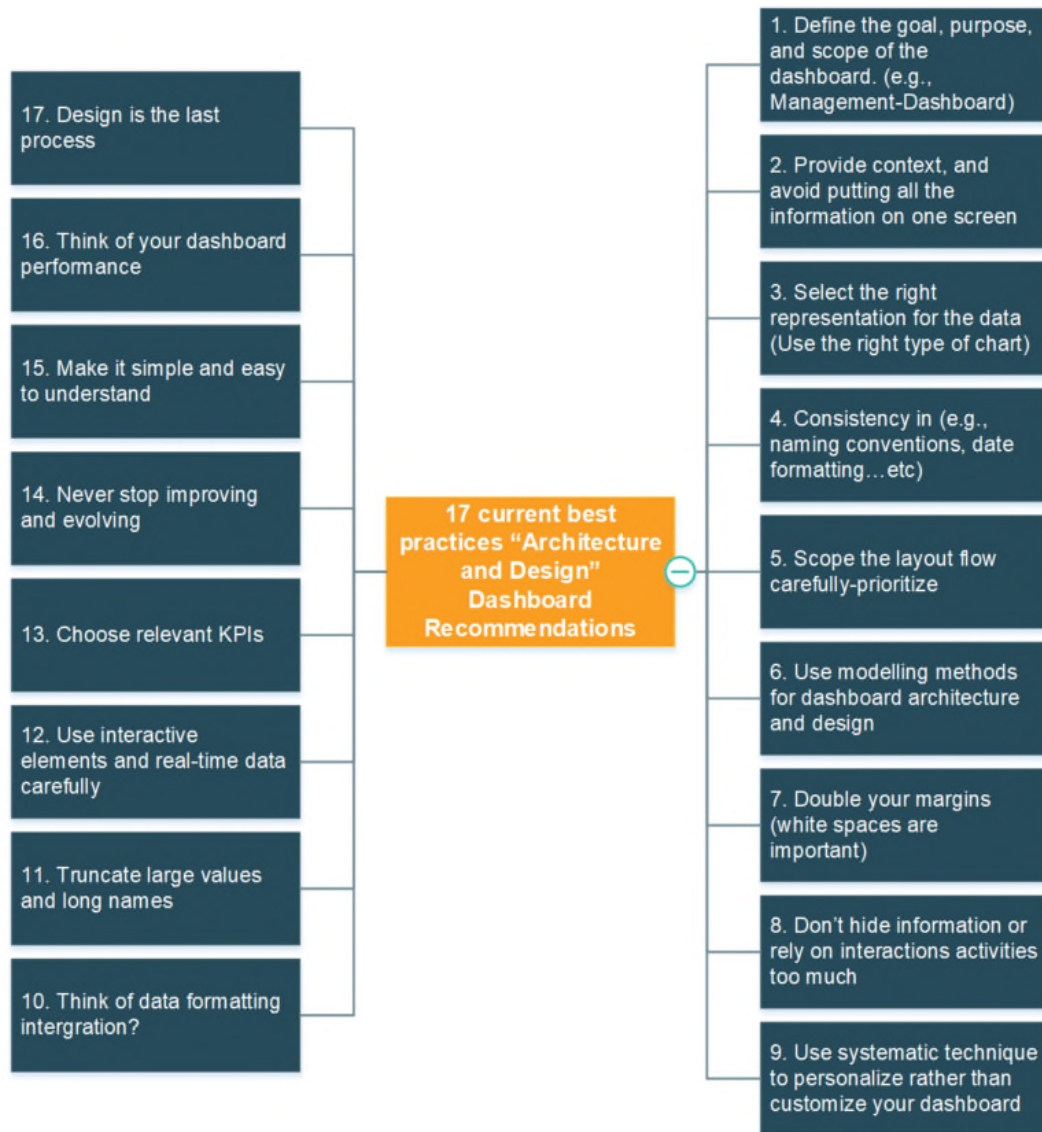 17 current best
practices “Architecture
and Design”
Dashboard
Recommendations
1. Define the goal, purpose,
and scope of the
dashboard. (e.g.,
Management-Dashboard)
2. Provide context, and
avoid putting all the
information on one screen
3. Select the right
representation for the data
(Use the right type of chart)
4. Consistency in (e.g.,
naming conventions, date
formatting...etc)
5. Scope the layout flow
carefully-prioritize
6. Use modelling methods
for dashboard architecture
and design
7. Double your margins
(white spaces are
important)
8. Don’t hide information or
rely on interactions activities
too much
9. Use systematic technique
to personalize rather than
customize your dashboard
10. Think of data formatting
intergration?
11. Truncate large values
and long names
12. Use interactive
elements and real-time data
carefully
13. Choose relevant KPIs
14. Never stop improving
and evolving
15. Make it simple and easy
to understand
16. Think of your dashboard
performance
17. Design is the last
process